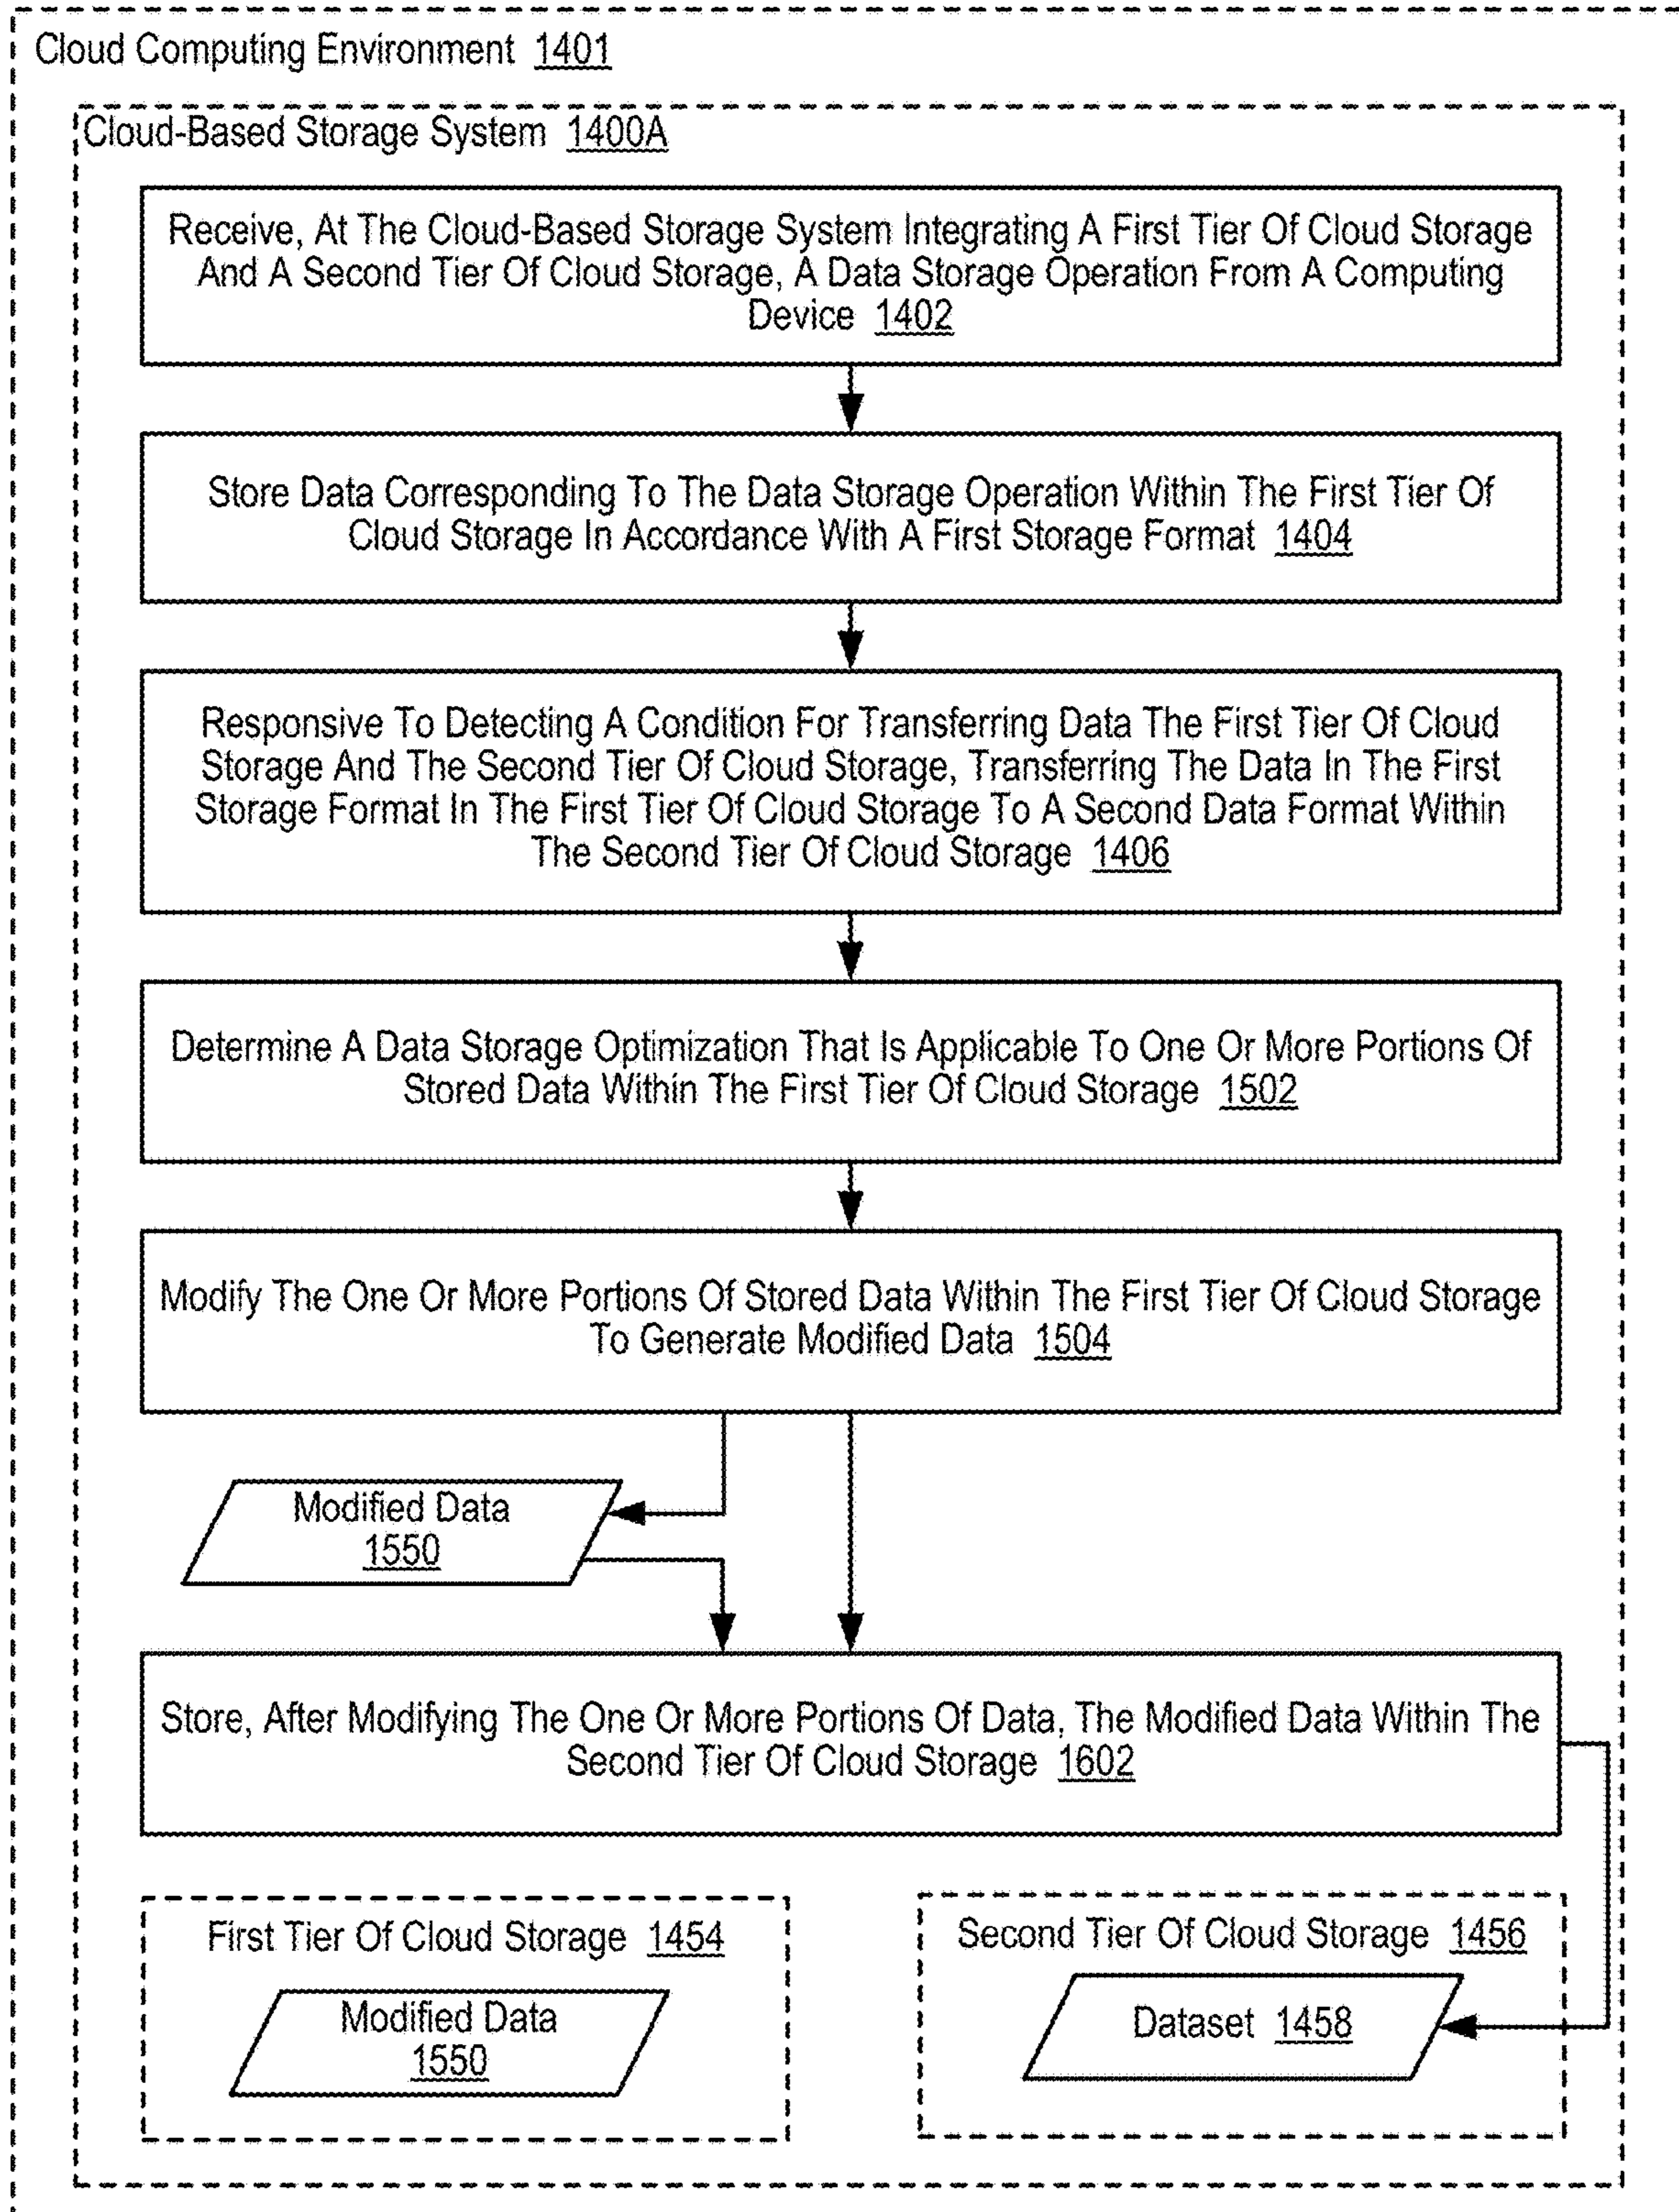 Cloud Computing Environment 1401
Cloud-Based Storage System 1400A
Receive, At The Cloud-Based Storage System Integrating A First Tier Of Cloud Storage
And A Second Tier Of Cloud Storage, A Data Storage Operation From A Computing
Device 1402
Store Data Corresponding To The Data Storage Operation Within The First Tier Of
Cloud Storage In Accordance With A First Storage Format 1404
Responsive To Detecting A Condition For Transferring Data The First Tier Of Cloud
Storage And The Second Tier Of Cloud Storage, Transferring The Data In The First
Storage Format In The First Tier Of Cloud Storage To A Second Data Format Within
The Second Tier Of Cloud Storage 1406
Determine A Data Storage Optimization That Is Applicable To One Or More Portions Of
Stored Data Within The First Tier Of Cloud Storage 1502
Modify The One Or More Portions Of Stored Data Within The First Tier Of Cloud Storage
To Generate Modified Data 1504
Modified Data
1550
Store, After Modifying The One Or More Portions Of Data, The Modified Data Within The
Second Tier Of Cloud Storage 1602
First Tier Of Cloud Storage 1454
Modified Data
1550
Second Tier Of Cloud Storage 1456
Dataset 1458